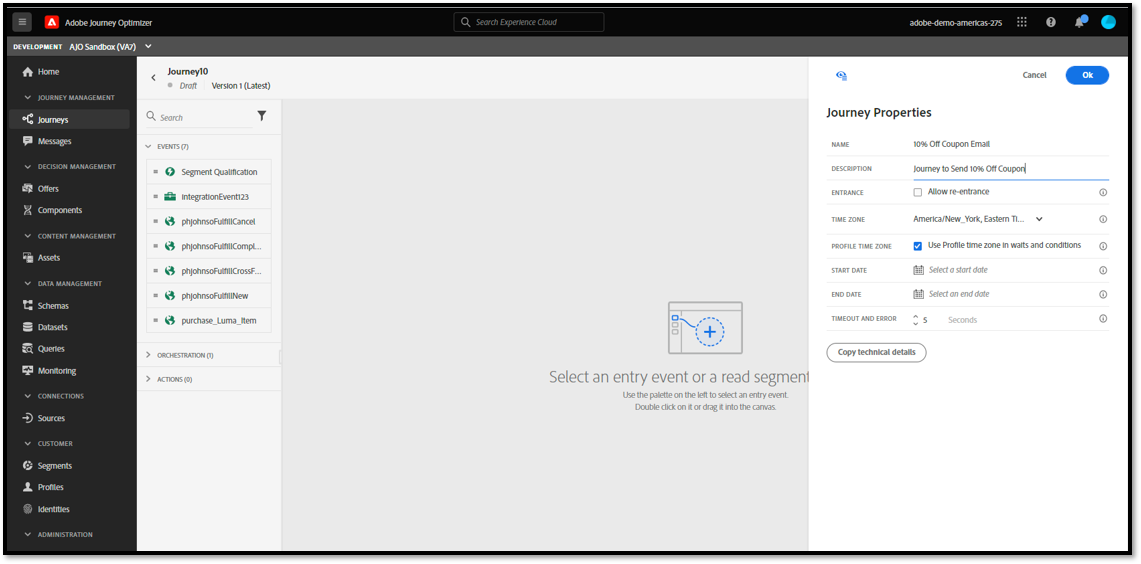 Adobe Journey Optimizer
Search Experience Cloud
adobe-demo-americas-275
DEVELOPMENT AJO Sandbox (VA7)
Home
JOURNEY MANAGEMENT
Journeys
Messages
DECISION MANAGEMENT
Offers
Components
CONTENT MANAGEMENT
Assets
DATA MANAGEMENT
Schemas
Datasets
Queries
Monitoring
CONNECTIONS
Sources
CUSTOMER
Segments
Profiles
Identities
ADMINISTRATION
Journey10
Draft Version 1 (Latest)
Search
EVENTS (7)
Segment Qualification
integrationEvent123
phjohnsoFulfillCancel
phjohnsoFulfillCompl...
phjohnsoFulfillCrossF...
phjohnsoFulfillNew
purchase_Luma_Item
ORCHESTRATION (1)
ACTIONS (0)
Select an entry event or a read segment
Use the palette on the left to select an entry event.
Double click on it or drag it into the canvas.
Cancel Ok
Journey Properties
NAME 10% Off Coupon Email
DESCRIPTION Journey to Send 10% Off Coupon
ENTRANCE Allow re-entrance
TIME ZONE America/New_York, Eastern Ti...
PROFILE TIME ZONE Use Profile time zone in waits and conditions
START DATE Select a start date
END DATE Select an end date
TIMEOUT AND ERROR 5 Seconds
Copy technical details